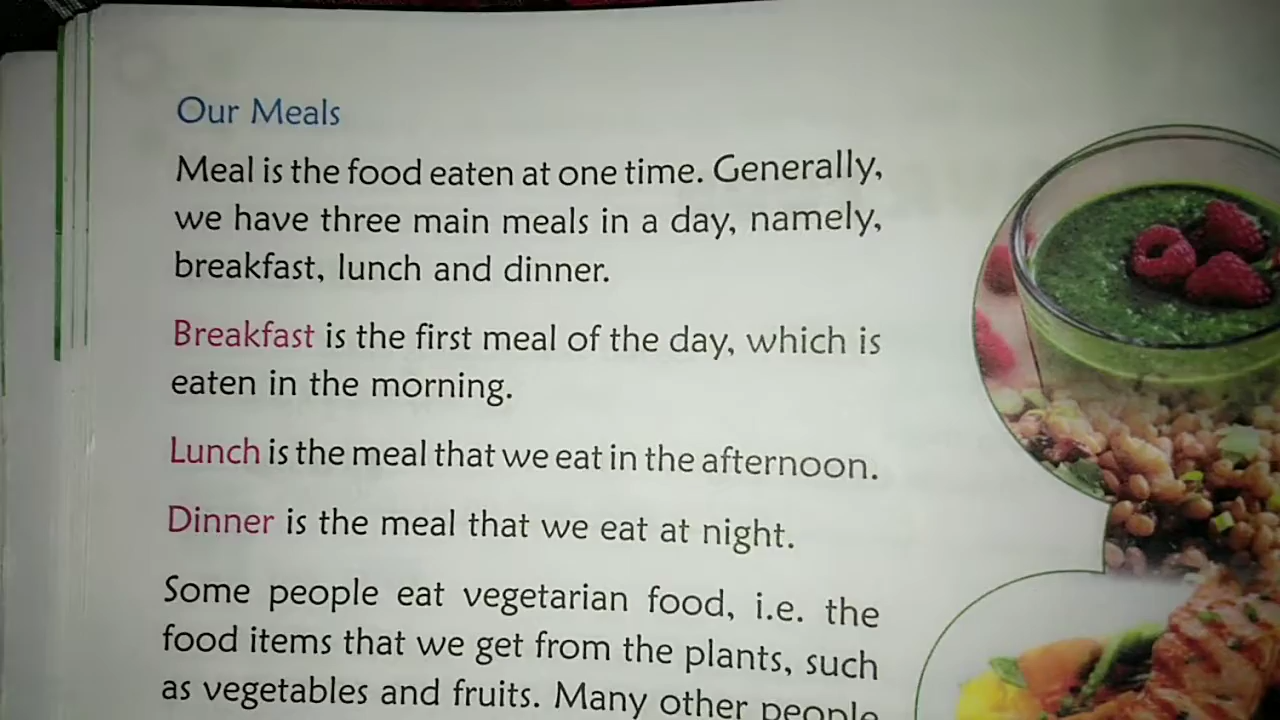 Our Meals
Meal is the food eaten at one time. Generally,
we have three main meals in a day, namely,
breakfast, lunch and dinner.
Breakfast is the first meal of the day, which is
eaten in the morning.
Lunch is the meal that we eat in the afternoon.
Dinner is the meal that we eat at night.
Some people eat vegetarian food, i.e. the
food items that we get from the plants, such
as vegetables and fruits. Many other people